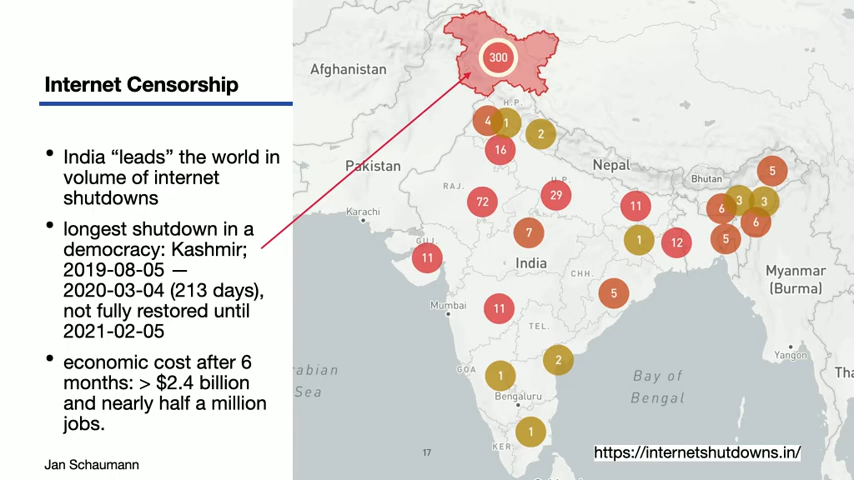 Internet Censorship
• India “leads” the world in
volume of internet
shutdowns
• longest shutdown in a
democracy: Kashmir;
2019-08-05 —
2020-03-04 (213 days),
not fully restored until
2021-02-05
• economic cost after 6
months: > $2.4 billion
and nearly half a million
jobs.
Jan Schaumann
17
https://internetshutdowns.in/
Afghanistan
300
H.P.
4
1
2
16
Pakistan
Nepal
Bhutan
5
RAJ.
U.P.
72
29
11
6
3
3
6
Karachi
7
1
12
5
GUJ.
11
India
Myanmar
(Burma)
CHH.
5
Mumbai
11
TEL.
Yangon
Tha
rabian
Sea
GOA
1
2
Bay of
Bengal
Bengaluru
1
KER.